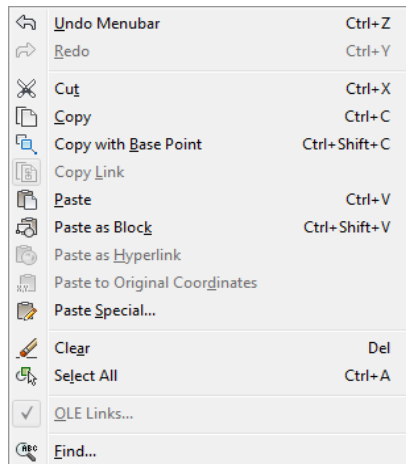 Undo Menubar Ctrl+Z
Redo Ctrl+Y
Cut Ctrl+X
Copy Ctrl+C
Copy with Base Point Ctrl+Shift+C
Copy Link
Paste Ctrl+V
Paste as Block Ctrl+Shift+V
Paste as Hyperlink
Paste to Original Coordinates
Paste Special...
Clear Del
Select All Ctrl+A
OLE Links...
ABC Find...